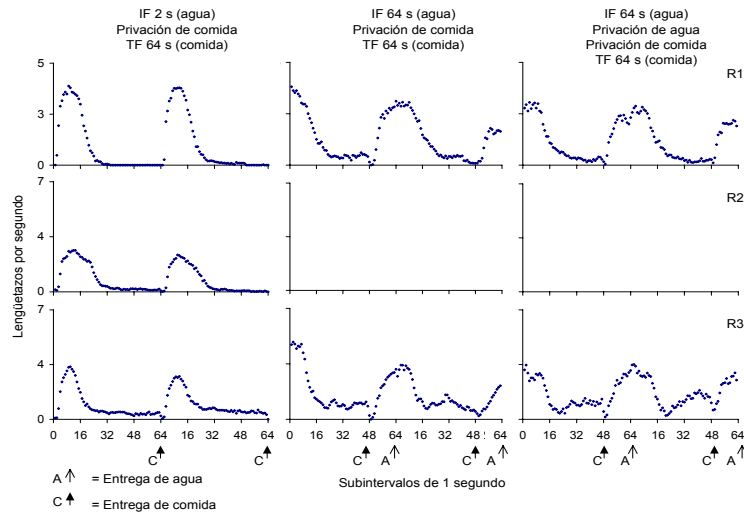 IF 2 s (agua)
Privación de comida
TF 64 s (comida)
IF 64 s (agua)
Privación de comida
TF 64 s (comida)
IF 64 s (agua)
Privación de agua
Privación de comida
TF 64 s (comida)
Lengüetazos por segundo
5
3
0
R1
7
4
0
R2
7
4
0
R3
0 16 32 48 64 16 32 48 64
0 16 32 48 64 16 32 48 64
0 16 32 48 64 16 32 48 64
C C
C A C A
C A C A
Subintervalos de 1 segundo
A = Entrega de agua
C = Entrega de comida